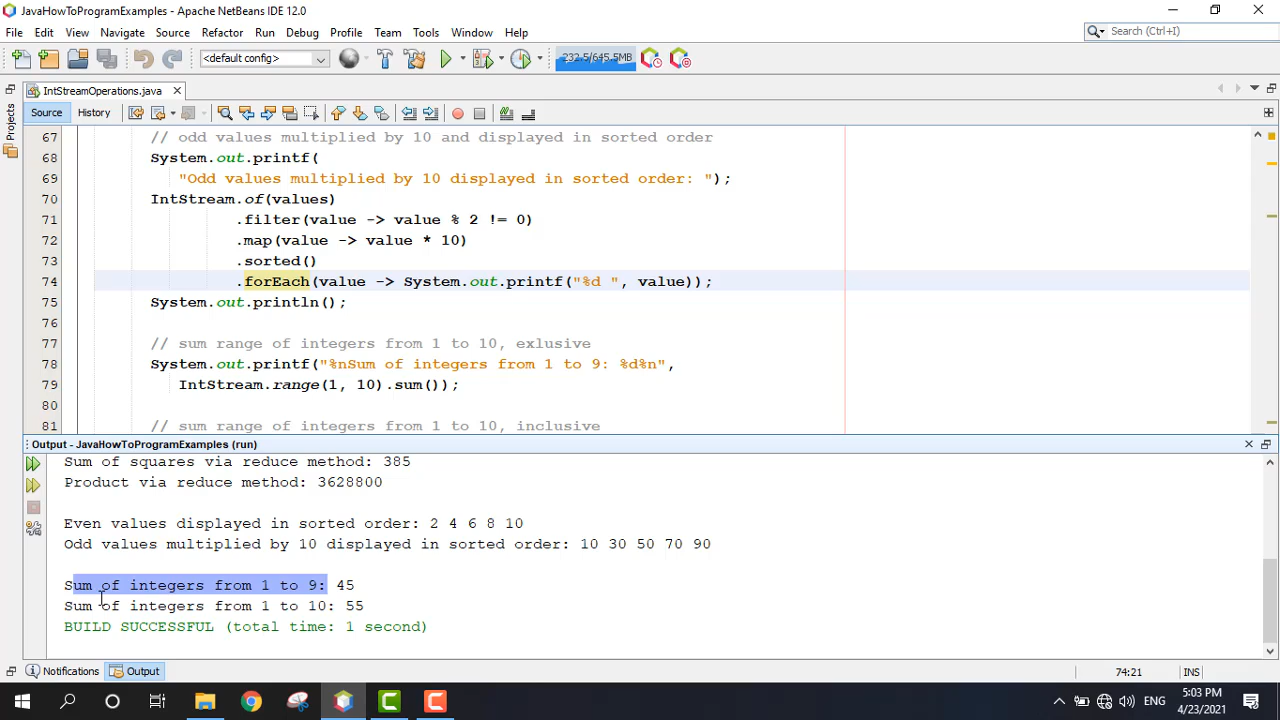 JavaHowToProgramExamples - Apache NetBeans IDE 12.0
File Edit View Navigate Source Refactor Run Debug Profile Team Tools Window Help
Search (Ctrl+I)
<default config>
232.5/645.5MB
IntStreamOperations.java
Projects
Source History
67 // odd values multiplied by 10 and displayed in sorted order
68 System.out.printf(
69 "Odd values multiplied by 10 displayed in sorted order: ");
70 IntStream.of(values)
71 .filter(value -> value % 2 != 0)
72 .map(value -> value * 10)
73 .sorted()
74 .forEach(value -> System.out.printf("%d ", value));
75 System.out.println();
76
77 // sum range of integers from 1 to 10, exlusive
78 System.out.printf("%nSum of integers from 1 to 9: %d%n",
79 IntStream.range(1, 10).sum());
80
81 // sum range of integers from 1 to 10, inclusive
Output - JavaHowToProgramExamples (run)
Sum of squares via reduce method: 385
Product via reduce method: 3628800
Even values displayed in sorted order: 2 4 6 8 10
Odd values multiplied by 10 displayed in sorted order: 10 30 50 70 90
Sum of integers from 1 to 9: 45
Sum of integers from 1 to 10: 55
BUILD SUCCESSFUL (total time: 1 second)
Notifications Output
74:21 INS
ENG
5:03 PM
4/23/2021